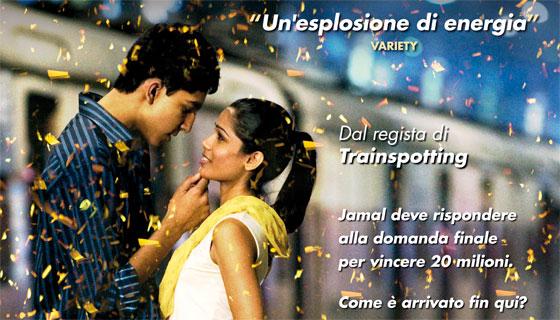 “Un'esplosione di energia”
VARIETY
Dal regista di
Trainspotting
Jamal deve rispondere
alla domanda finale
per vincere 20 milioni.
Come è arrivato fin qui?